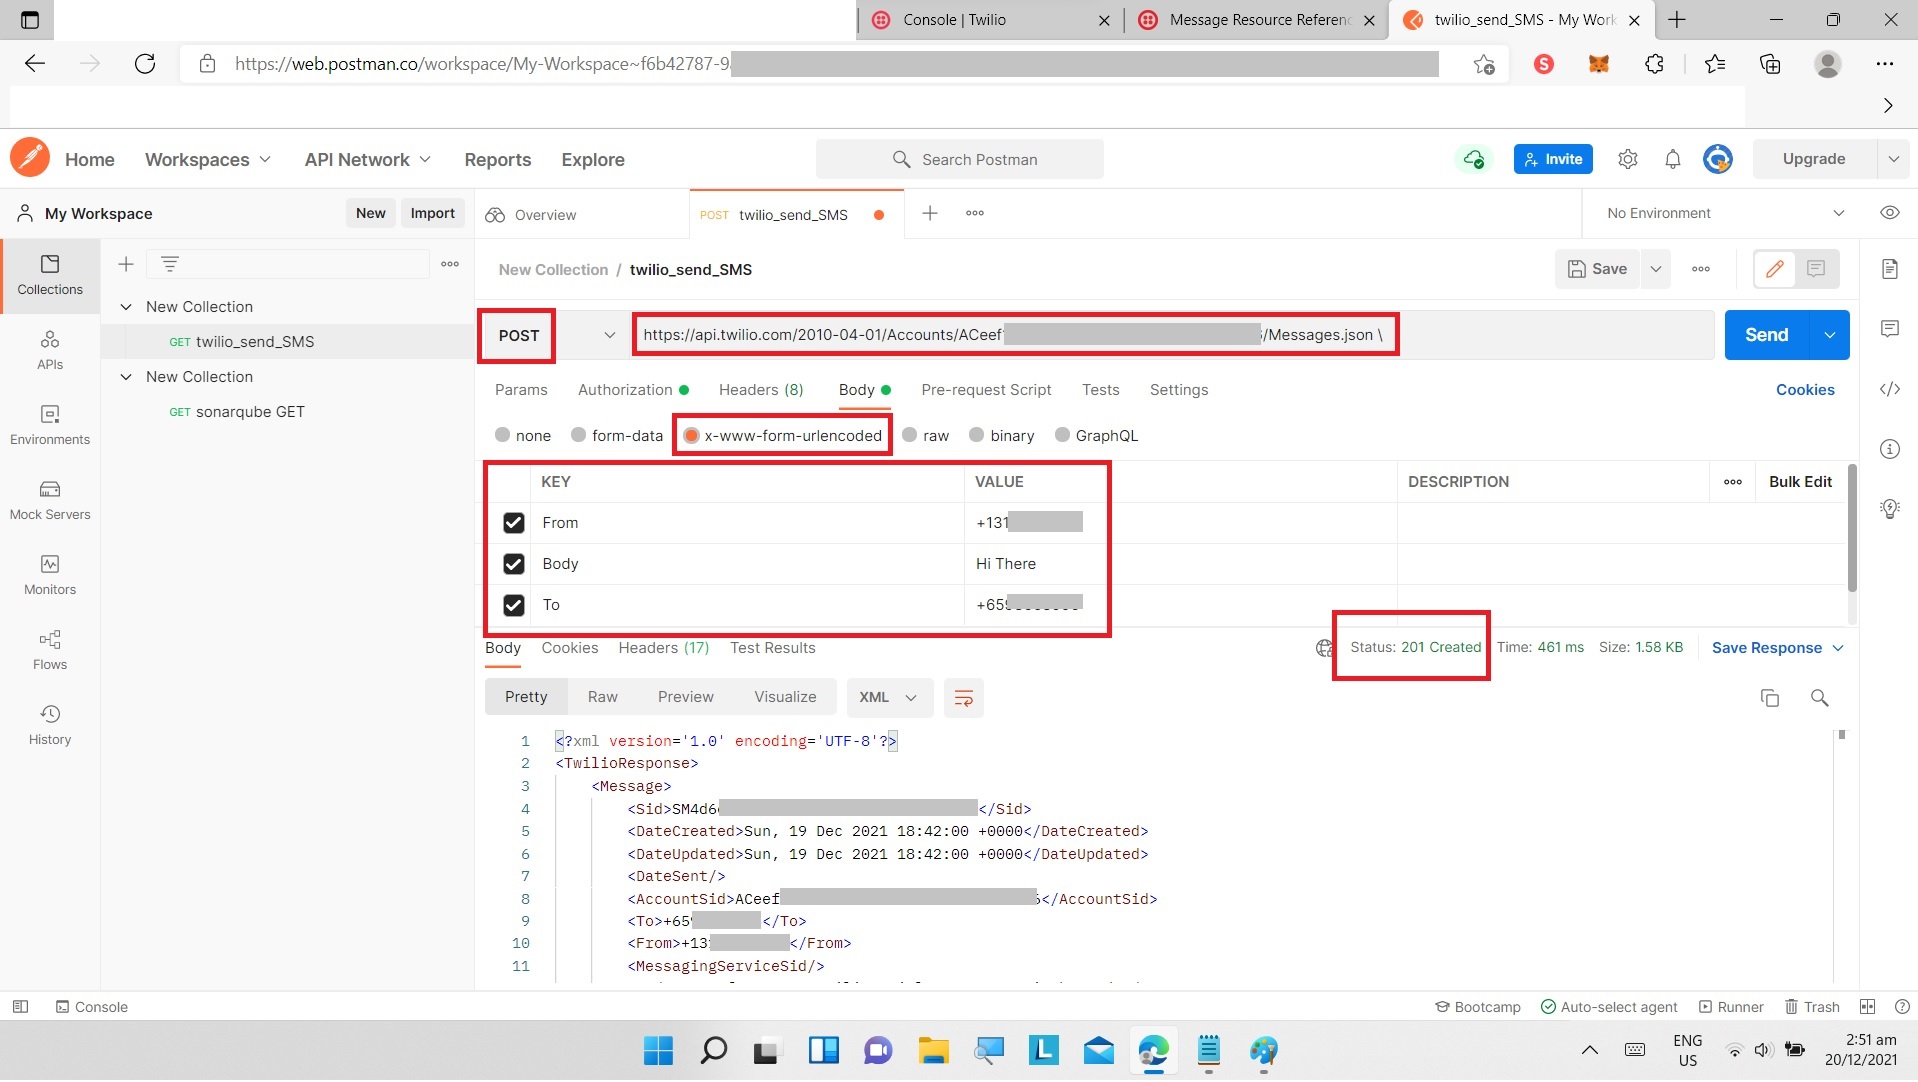 Console | Twilio
Message Resource Referenc
twilio_send_SMS - My Work
https://web.postman.co/workspace/My-Workspace~f6b42787-9
Home
Workspaces
API Network
Reports
Explore
Search Postman
Invite
Upgrade
My Workspace
New
Import
Overview
POST twilio_send_SMS
No Environment
Collections
New Collection
GET twilio_send_SMS
New Collection
GET sonarqube GET
APIs
Environments
Mock Servers
Monitors
Flows
History
New Collection / twilio_send_SMS
Save
POST
https://api.twilio.com/2010-04-01/Accounts/ACeef
/Messages.json \
Send
Params
Authorization
Headers (8)
Body
Pre-request Script
Tests
Settings
Cookies
none
form-data
x-www-form-urlencoded
raw
binary
GraphQL
KEY
VALUE
DESCRIPTION
Bulk Edit
From
+131
Body
Hi There
To
+65
Body
Cookies
Headers (17)
Test Results
Status: 201 Created
Time: 461 ms
Size: 1.58 KB
Save Response
Pretty
Raw
Preview
Visualize
XML
1 <?xml version='1.0' encoding='UTF-8'?>
2 <TwilioResponse>
3 <Message>
4 <Sid>SM4d6 </Sid>
5 <DateCreated>Sun, 19 Dec 2021 18:42:00 +0000</DateCreated>
6 <DateUpdated>Sun, 19 Dec 2021 18:42:00 +0000</DateUpdated>
7 <DateSent/>
8 <AccountSid>ACeef </AccountSid>
9 <To>+65 </To>
10 <From>+13 </From>
11 <MessagingServiceSid/>
Console
Bootcamp
Auto-select agent
Runner
Trash
ENG
US
2:51 am
20/12/2021